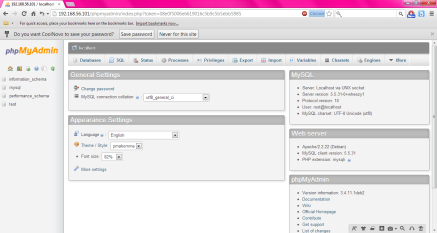 192.168.56.101 / localhost
192.168.56.101/phpmyadmin/index.php?token=
For quick access, place your bookmarks here on the bookmarks bar. Import bookmarks now...
Do you want CoolNovo to save your password? Save password Never for this site
phpMyAdmin
localhost
Databases SQL Status Processes Privileges Export Import Variables Charsets Engines More
information_schema
mysql
performance_schema
test
General Settings
Change password
MySQL connection collation : utf8_general_ci
Appearance Settings
Language : English
Theme / Style: pmahomme
Font size: 82%
More settings
MySQL
Server: Localhost via UNIX socket
Server version: 5.5.31-0+wheezy1
Protocol version: 10
User: root@localhost
MySQL charset: UTF-8 Unicode (utf8)
Web server
Apache/2.2.22 (Debian)
MySQL client version: 5.5.31
PHP extension: mysqli
phpMyAdmin
Version information: 3.4.11.1deb2
Documentation
Wiki
Official Homepage
Contribute
Get support
List of changes